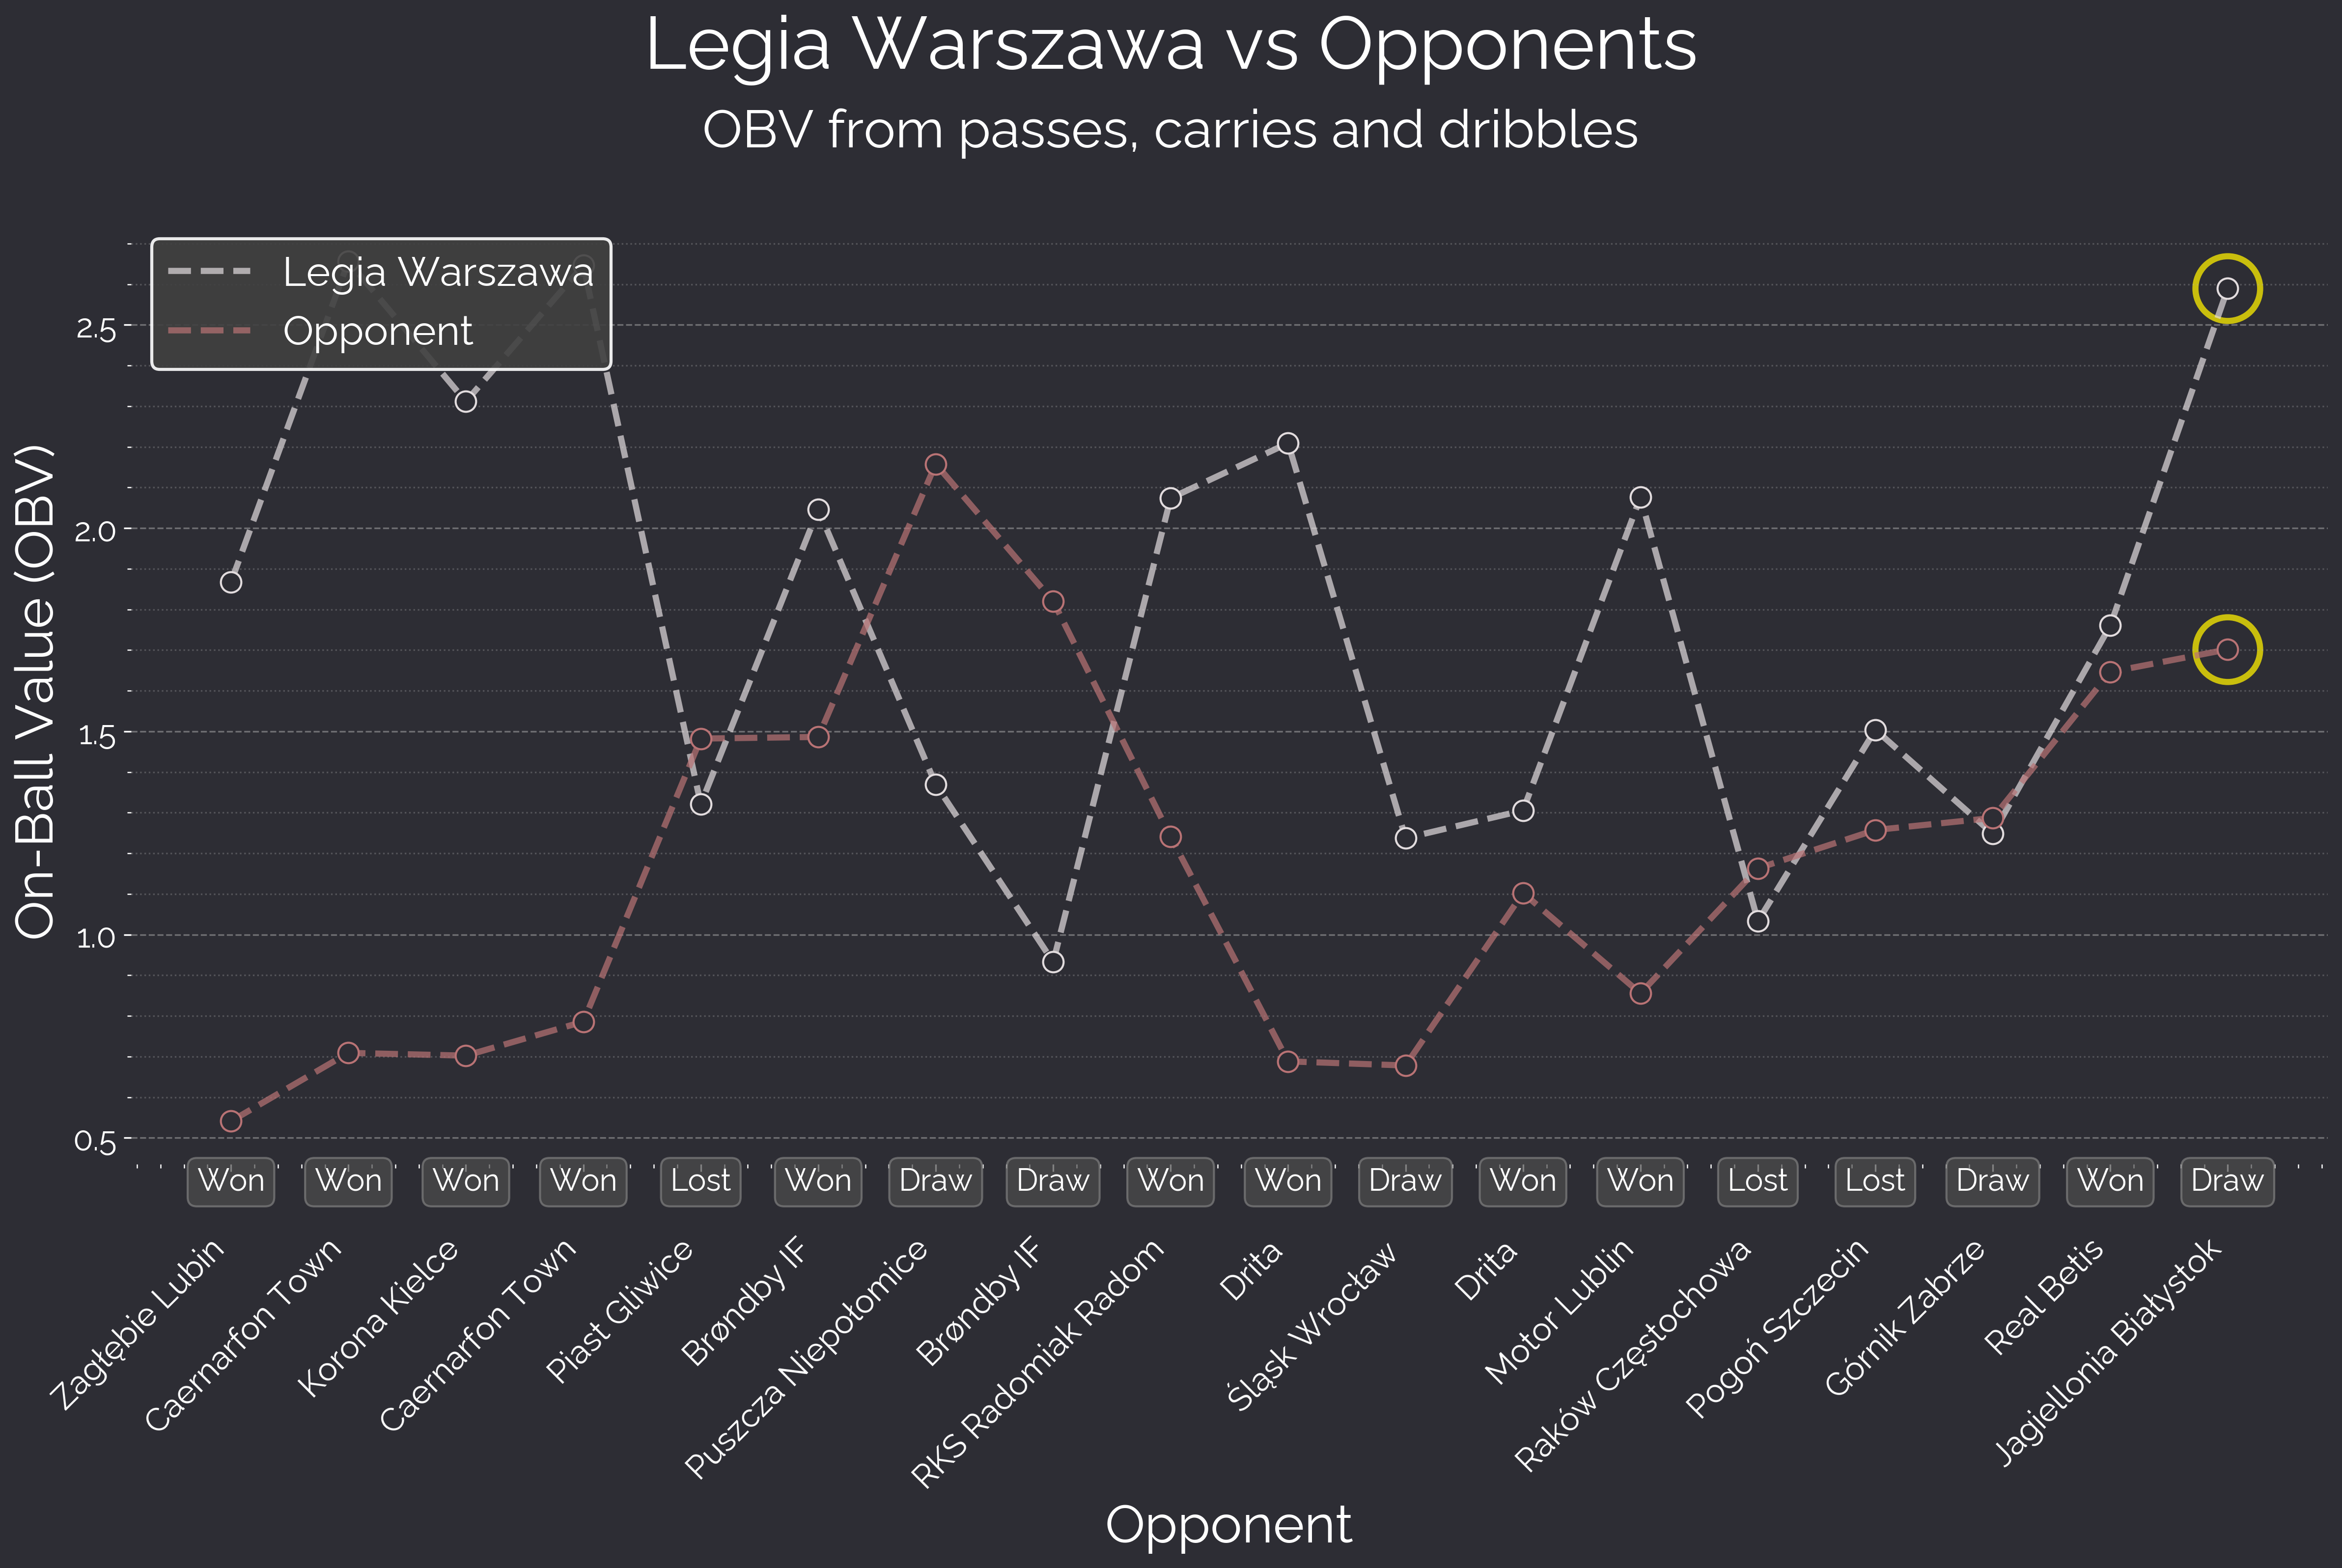 Legia Warszawa vs Opponents
OBV from passes, carries and dribbles
Legia Warszawa
Opponent
On-Ball Value (OBV)
2.5
2.0
1.5
1.0
0.5
Won Won Won Won Lost Won Draw Draw Won Won Draw Won Won Lost Lost Draw Won Draw
Zagłębie Lubin
Caernarfon Town
Korona Kielce
Caernarfon Town
Piast Gliwice
Brøndby IF
Puszcza Niepołomice
Brøndby IF
RKS Radomiak Radom
Drita
Śląsk Wrocław
Drita
Motor Lublin
Raków Częstochowa
Pogoń Szczecin
Górnik Zabrze
Real Betis
Jagiellonia Białystok
Opponent